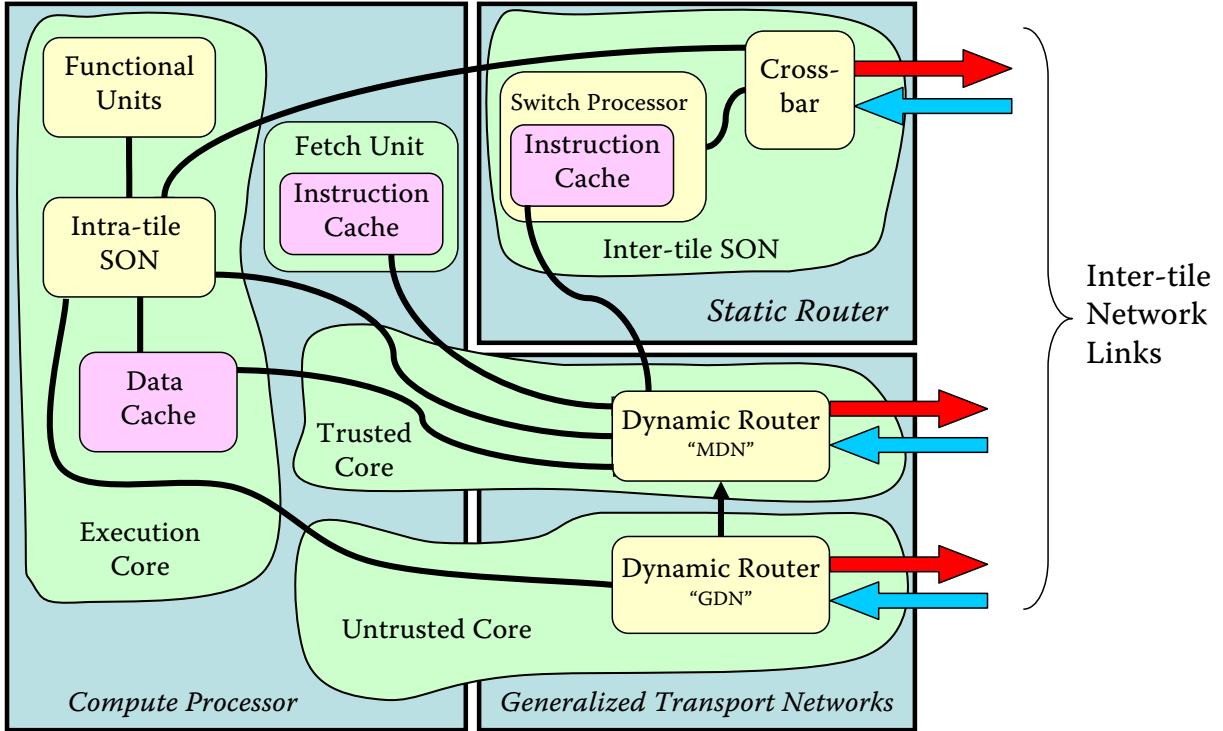 Functional
Units
Intra-tile
SON
Data
Cache
Execution
Core
Fetch Unit
Instruction
Cache
Compute Processor
Switch Processor
Instruction
Cache
Cross-
bar
Inter-tile SON
Static Router
Trusted
Core
Dynamic Router
“MDN”
Dynamic Router
“GDN”
Untrusted Core
Generalized Transport Networks
Inter-tile
Network
Links